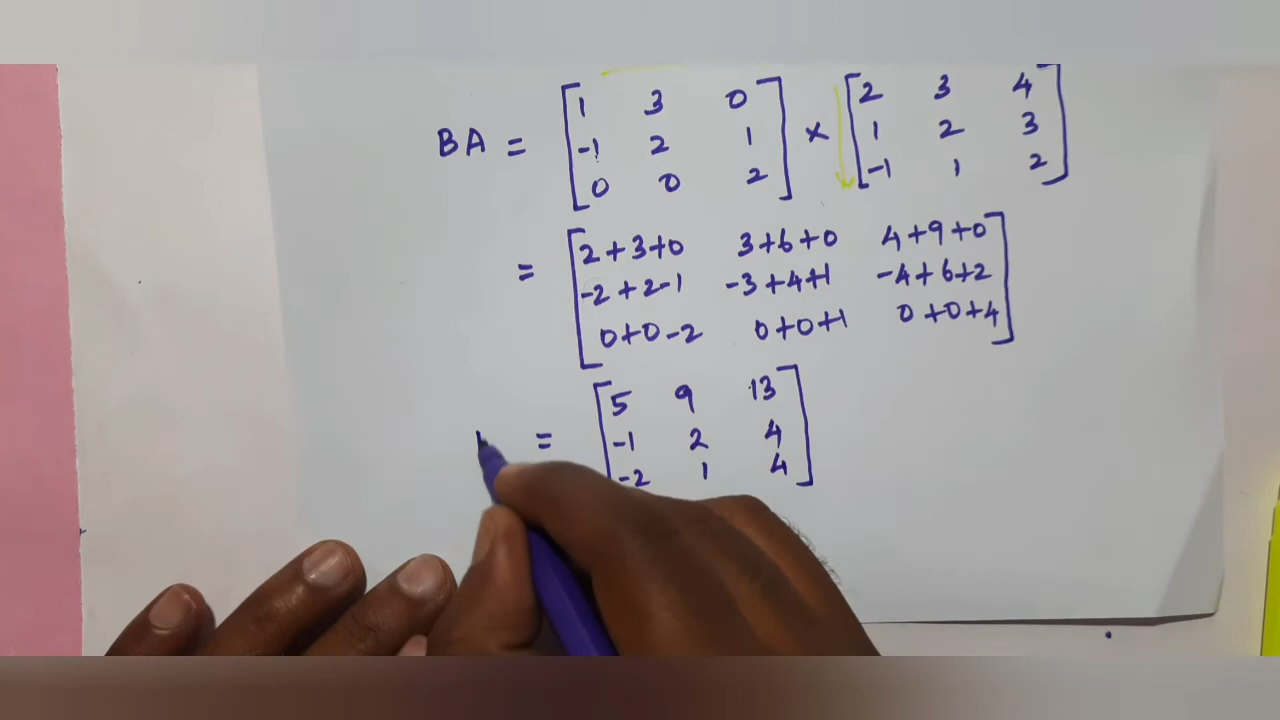 BA = [1 3 0 × [2 3 4
-1 2 1 1 2 3
0 0 2] -1 1 2]
= [2+3+0 3+6+0 4+9+0
-2+2-1 -3+4+1 -4+6+2
0+0-2 0+0+1 0+0+4]
= [5 9 13
-1 2 4
-2 1 4]